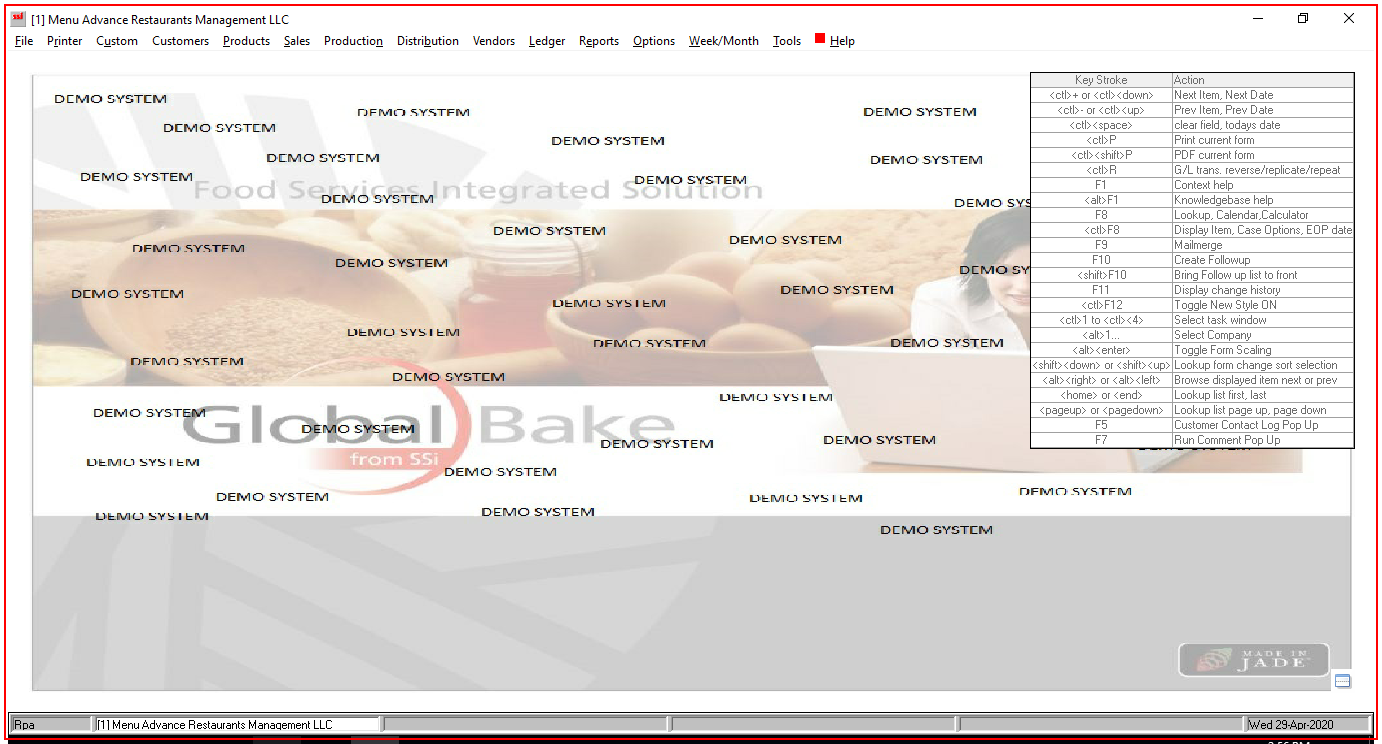 ssi [1] Menu Advance Restaurants Management LLC
File Printer Custom Customers Products Sales Production Distribution Vendors Ledger Reports Options Week/Month Tools Help
DEMO SYSTEM
DEMO SYSTEM
DEMO SYSTEM
DEMO SYSTEM
DEMO SYSTEM
DEMO SYSTEM
DEMO SYSTEM
DEMO SYSTEM
DEMO SYSTEM
DEMO SYSTEM
Food Services Integrated Solution
DEMO SYSTEM
DEMO SYS
DEMO SYSTEM
DEMO SYSTEM
DEMO SYSTEM
DEMO SYSTEM
DEMO SY
DEMO SYSTEM
DEMO SYSTEM
DEMO SYSTEM
DEMO SYSTEM
DEMO SYSTEM
DEMO SYSTEM
DEMO SYSTEM
DEMO SYSTEM
DEMO SYSTEM
DEMO SYSTEM
Global Bake
from SSi
DEMO SYSTEM
DEMO SYSTEM
DEMO SYSTEM
DEMO SYSTEM
DEMO SYSTEM
DEMO SYSTEM
DEMO SYSTEM
DEMO SYSTEM
DEMO SYSTEM
DEMO SYSTEM
DEMO SYSTEM
DEMO SYSTEM
DEMO SYSTEM
Key Stroke Action
<ctl>+ or <ctl><down> Next Item, Next Date
<ctl>- or <ctl><up> Prev Item, Prev Date
<ctl><space> clear field, todays date
<ctl>P Print current form
<ctl><shift>P PDF current form
<ctl>R G/L trans. reverse/replicate/repeat
F1 Context help
<alt>F1 Knowledgebase help
F8 Lookup, Calendar,Calculator
<ctl>F8 Display Item, Case Options, EOP date
F9 Mailmerge
F10 Create Followup
<shift>F10 Bring Follow up list to front
F11 Display change history
<ctl>F12 Toggle New Style ON
<ctl>1 to <ctl><4> Select task window
<alt>1... Select Company
<alt><enter> Toggle Form Scaling
<shift><down> or <shift><up> Lookup form change sort selection
<alt><right> or <alt><left> Browse displayed item next or prev
<home> or <end> Lookup list first, last
<pageup> or <pagedown> Lookup list page up, page down
F5 Customer Contact Log Pop Up
F7 Run Comment Pop Up
MADE IN
JADE
Rpa [1] Menu Advance Restaurants Management LLC Wed 29-Apr-2020